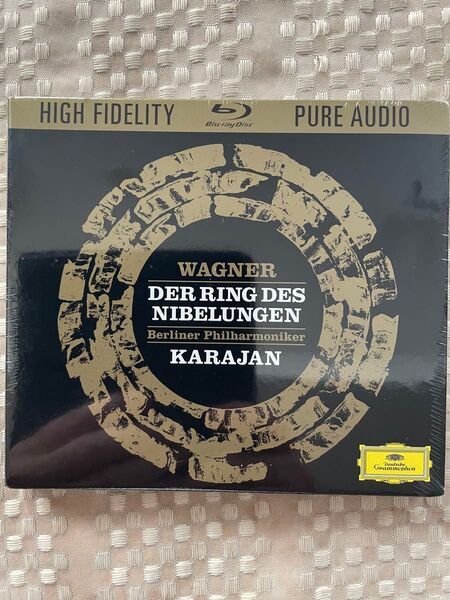 HIGH FIDELITY Blu-ray Disc PURE AUDIO
WAGNER
DER RING DES
NIBELUNGEN
Berliner Philharmoniker
KARAJAN
Deutsche
Grammophon